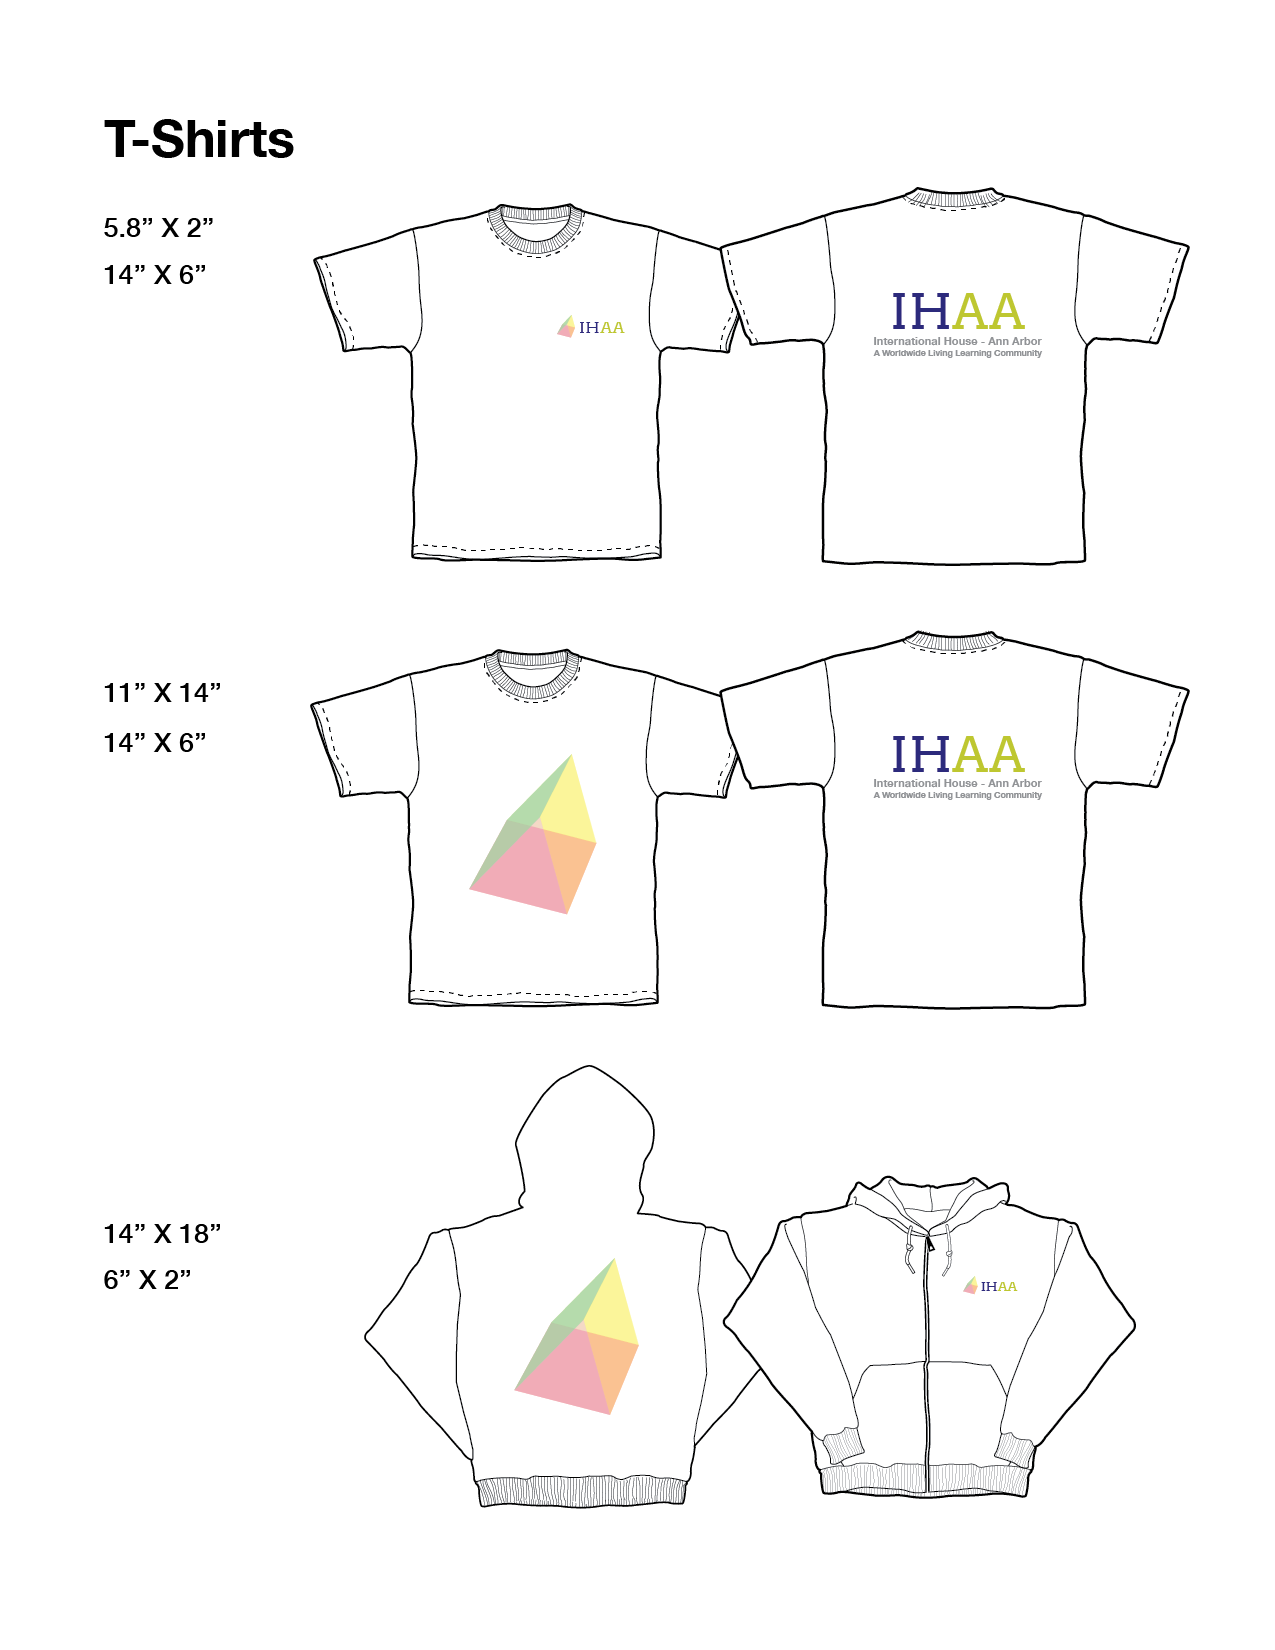 T-Shirts
5.8” X 2”
14” X 6”
IHAA
IHAA
International House - Ann Arbor
A Worldwide Living Learning Community
11” X 14”
14” X 6”
IHAA
International House - Ann Arbor
A Worldwide Living Learning Community
14” X 18”
6” X 2”
IHAA